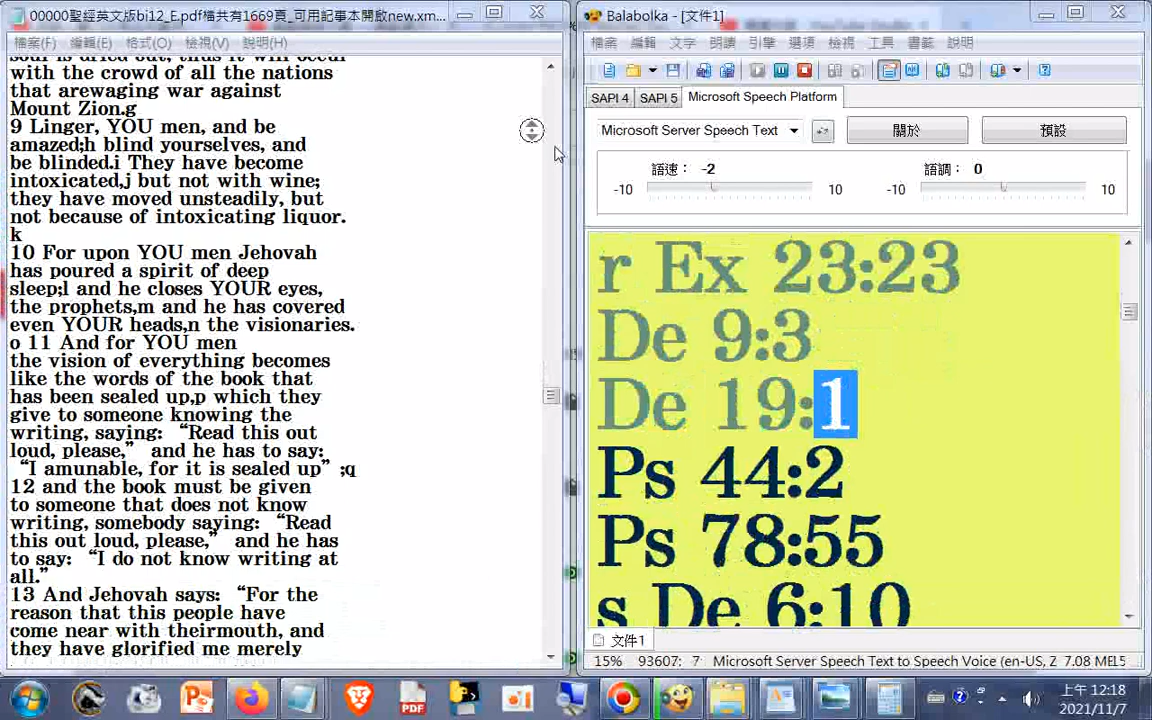 00000聖經英文版bi12_E.pdf檔共有1669頁_可用記事本開啟new.xm...
檔案(F) 編輯(E) 格式(O) 檢視(V) 說明(H)
with the crowd of all the nations
that arewaging war against
Mount Zion.g
9 Linger, YOU men, and be
amazed;h blind yourselves, and
be blinded.i They have become
intoxicated,j but not with wine;
they have moved unsteadily, but
not because of intoxicating liquor.
k
10 For upon YOU men Jehovah
has poured a spirit of deep
sleep;l and he closes YOUR eyes,
the prophets,m and he has covered
even YOUR heads,n the visionaries.
o 11 And for YOU men
the vision of everything becomes
like the words of the book that
has been sealed up,p which they
give to someone knowing the
writing, saying: “Read this out
loud, please,” and he has to say:
“I amunable, for it is sealed up” ;q
12 and the book must be given
to someone that does not know
writing, somebody saying: “Read
this out loud, please,” and he has
to say: “I do not know writing at
all.”
13 And Jehovah says: “For the
reason that this people have
come near with theirmouth, and
they have glorified me merely
Balabolka - [文件1]
檔案 編輯 文字 朗讀 引擎 選項 檢視 工具 書籤 說明
SAPI 4 SAPI 5 Microsoft Speech Platform
Microsoft Server Speech Text 關於 預設
語速： -2 語調： 0
-10 10 -10 10
r Ex 23:23
De 9:3
De 19:1
Ps 44:2
Ps 78:55
s De 6:10
文件1
15% 93607: 7 Microsoft Server Speech Text to Speech Voice (en-US, Z 7.08 ME
上午 12:18
2021/11/7